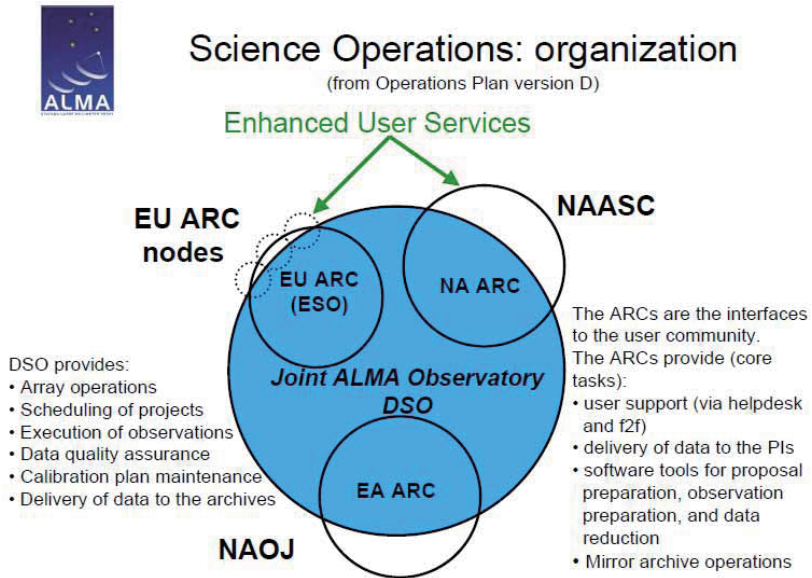 ALMA
Science Operations: organization
(from Operations Plan version D)
Enhanced User Services
EU ARC
nodes
NAASC
EU ARC
(ESO)
NA ARC
Joint ALMA Observatory
DSO
EA ARC
NAOJ
DSO provides:
• Array operations
• Scheduling of projects
• Execution of observations
• Data quality assurance
• Calibration plan maintenance
• Delivery of data to the archives
The ARCs are the interfaces
to the user community.
The ARCs provide (core
tasks):
• user support (via helpdesk
and f2f)
• delivery of data to the PIs
• software tools for proposal
preparation, observation
preparation, and data
reduction
• Mirror archive operations